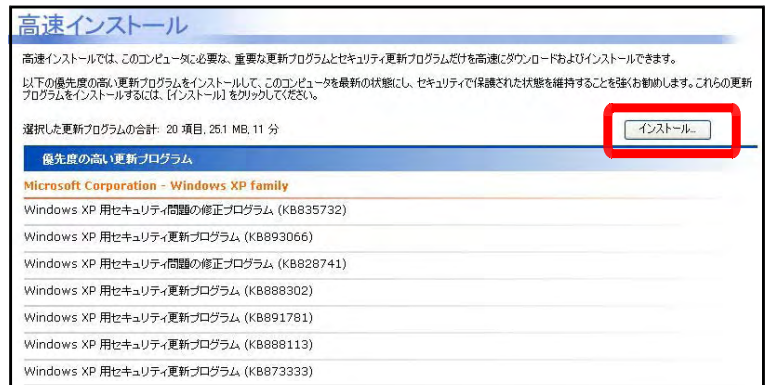 高速インストール
高速インストールでは、このコンピュータに必要な、重要な更新プログラムとセキュリティ更新プログラムだけを高速にダウンロードおよびインストールできます。
以下の優先度の高い更新プログラムをインストールして、このコンピュータを最新の状態にし、セキュリティで保護された状態を維持することを強くお勧めします。これらの更新
プログラムをインストールするには、[インストール] をクリックしてください。
選択した更新プログラムの合計: 20 項目, 25.1 MB, 11 分
インストール...
優先度の高い更新プログラム
Microsoft Corporation - Windows XP family
Windows XP 用セキュリティ問題の修正プログラム (KB835732)
Windows XP 用セキュリティ更新プログラム (KB893066)
Windows XP 用セキュリティ問題の修正プログラム (KB828741)
Windows XP 用セキュリティ更新プログラム (KB888302)
Windows XP 用セキュリティ更新プログラム (KB891781)
Windows XP 用セキュリティ更新プログラム (KB888113)
Windows XP 用セキュリティ更新プログラム (KB873333)